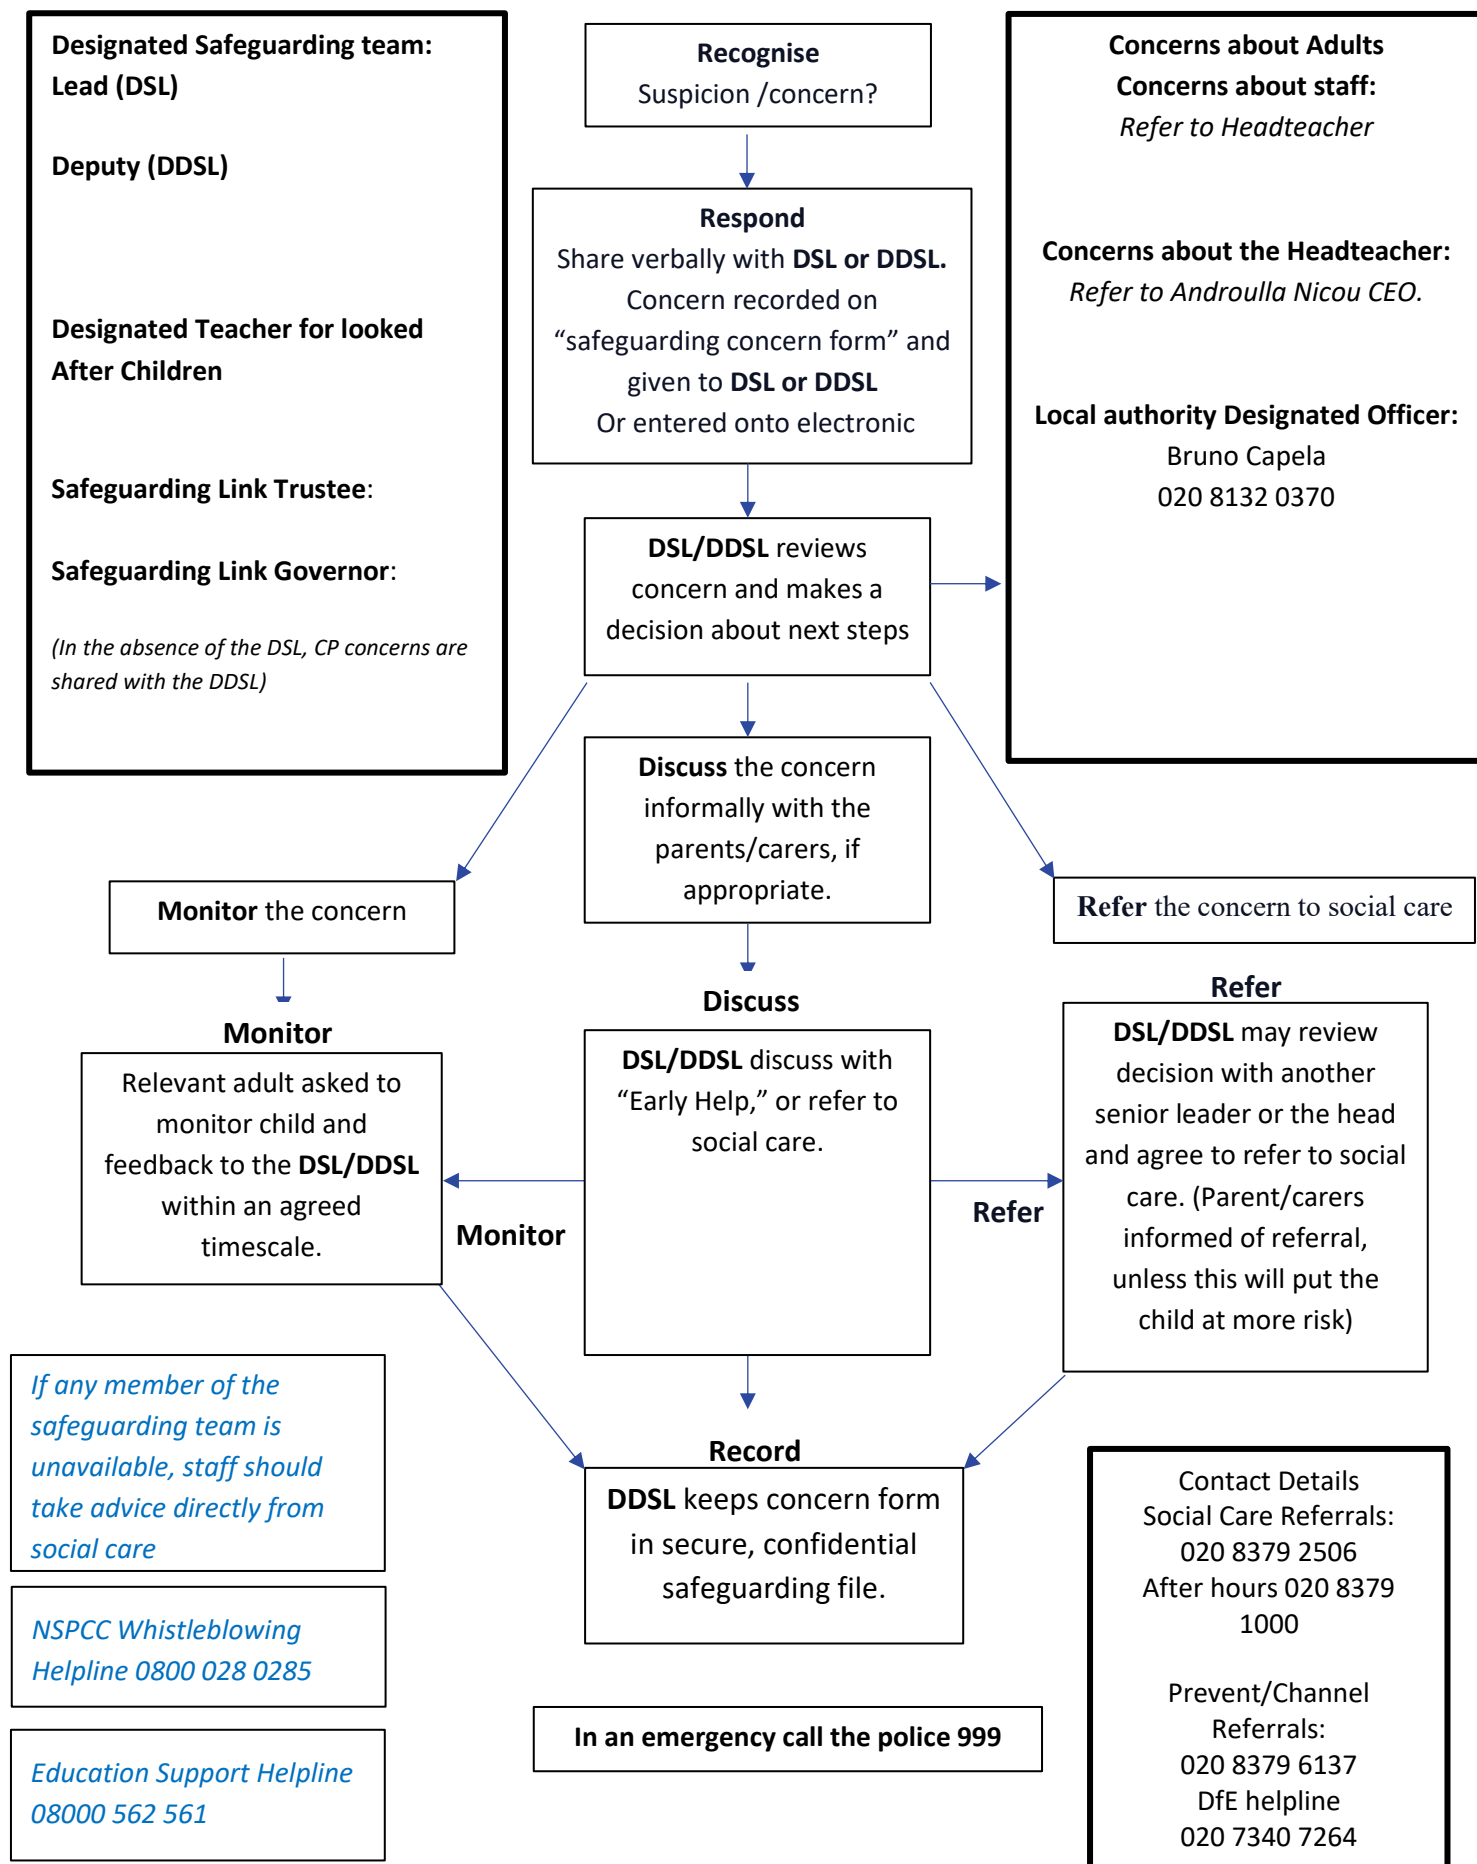 Designated Safeguarding team:
Lead (DSL)
Deputy (DDSL)
Designated Teacher for looked
After Children
Safeguarding Link Trustee:
Safeguarding Link Governor:
(In the absence of the DSL, CP concerns are
shared with the DDSL)
Recognise
Suspicion /concern?
Respond
Share verbally with DSL or DDSL.
Concern recorded on
“safeguarding concern form” and
given to DSL or DDSL
Or entered onto electronic
DSL/DDSL reviews
concern and makes a
decision about next steps
Concerns about Adults
Concerns about staff:
Refer to Headteacher
Concerns about the Headteacher:
Refer to Androulla Nicou CEO.
Local authority Designated Officer:
Bruno Capela
020 8132 0370
Discuss the concern
informally with the
parents/carers, if
appropriate.
Monitor the concern
Refer the concern to social care
Monitor
Relevant adult asked to
monitor child and
feedback to the DSL/DDSL
within an agreed
timescale.
Monitor
Discuss
DSL/DDSL discuss with
“Early Help,” or refer to
social care.
Refer
Refer
DSL/DDSL may review
decision with another
senior leader or the head
and agree to refer to social
care. (Parent/carers
informed of referral,
unless this will put the
child at more risk)
If any member of the
safeguarding team is
unavailable, staff should
take advice directly from
social care
NSPCC Whistleblowing
Helpline 0800 028 0285
Education Support Helpline
08000 562 561
Record
DDSL keeps concern form
in secure, confidential
safeguarding file.
In an emergency call the police 999
Contact Details
Social Care Referrals:
020 8379 2506
After hours 020 8379
1000
Prevent/Channel
Referrals:
020 8379 6137
DfE helpline
020 7340 7264